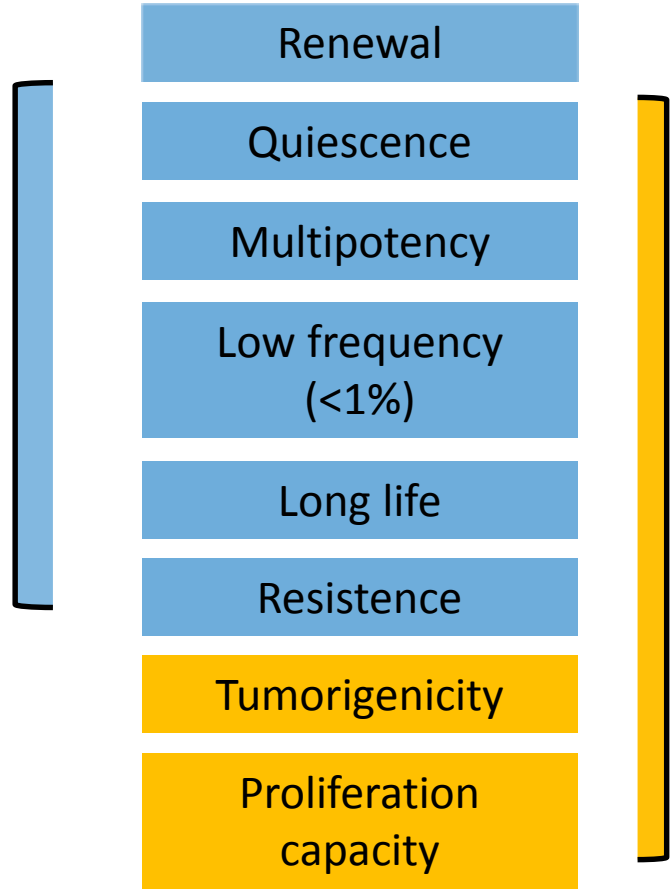 Renewal
Quiescence
Multipotency
Low frequency
(<1%)
Long life
Resistence
Tumorigenicity
Proliferation
capacity